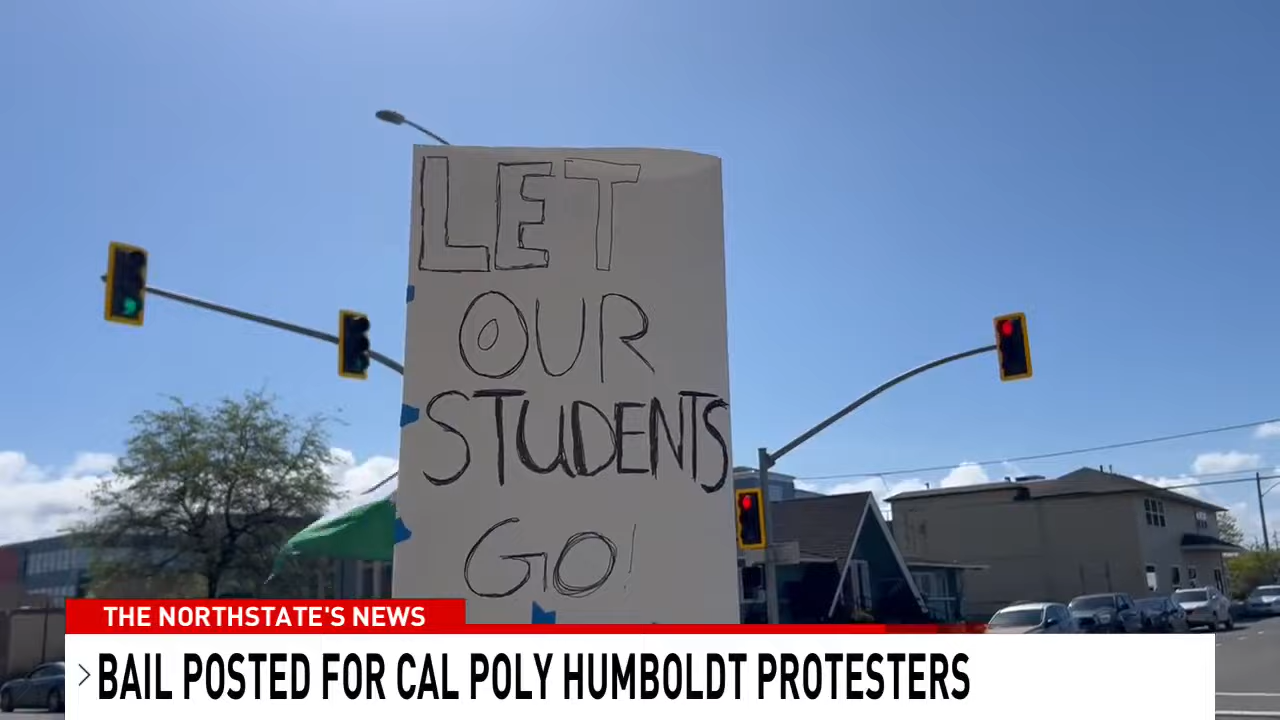 LET
OUR
STUDENTS
GO!
THE NORTHSTATE'S NEWS
BAIL POSTED FOR CAL POLY HUMBOLDT PROTESTERS